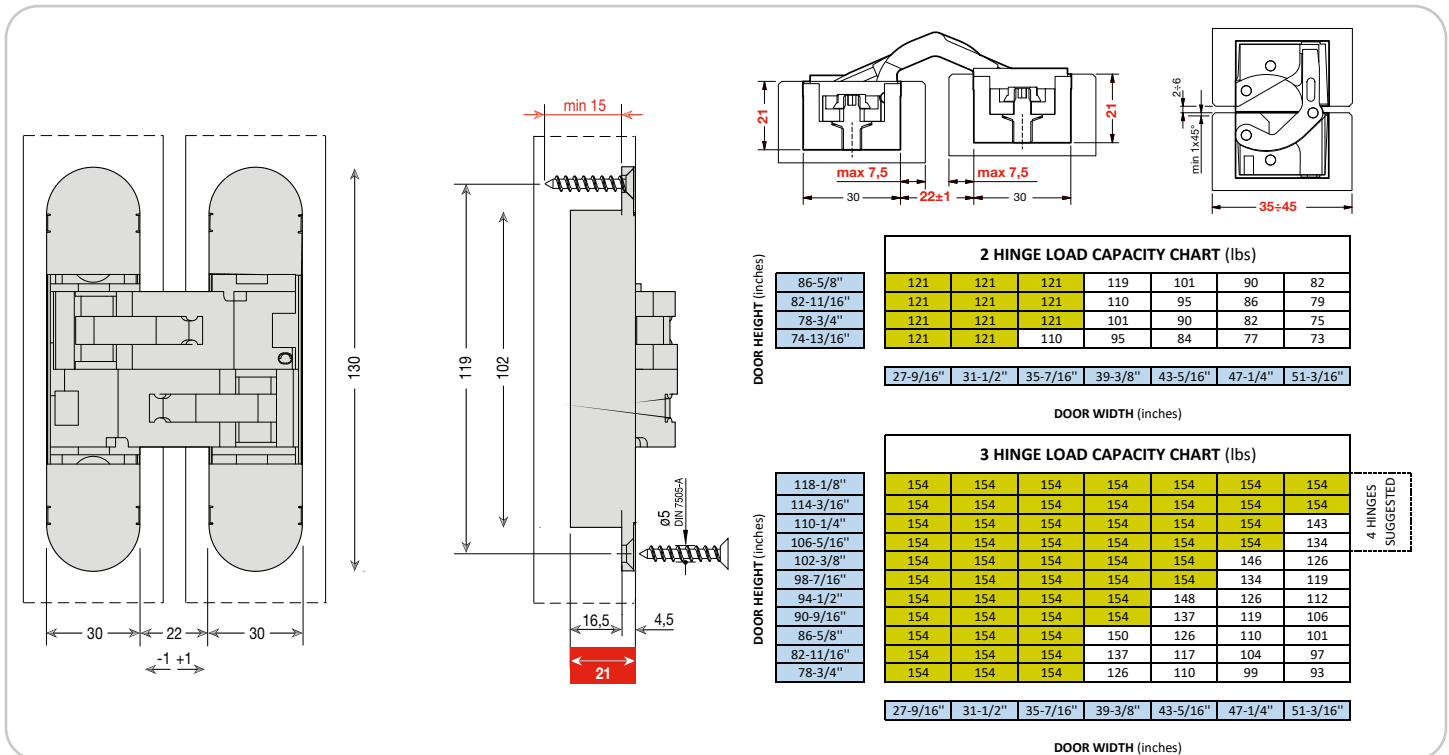 30
22
30
-1 +1
130
min 15
119
102
ø5
DIN 7505-A
16,5
4,5
21
21
21
max 7,5
max 7,5
30
22±1
30
2÷6
min 1x45°
35÷45
2 HINGE LOAD CAPACITY CHART (lbs)
DOOR HEIGHT (inches)
86-5/8" 121 121 121 119 101 90 82
82-11/16" 121 121 121 110 95 86 79
78-3/4" 121 121 121 101 90 82 75
74-13/16" 121 121 110 95 84 77 73
27-9/16" 31-1/2" 35-7/16" 39-3/8" 43-5/16" 47-1/4" 51-3/16"
DOOR WIDTH (inches)
3 HINGE LOAD CAPACITY CHART (lbs)
DOOR HEIGHT (inches)
118-1/8" 154 154 154 154 154 154 154
114-3/16" 154 154 154 154 154 154 154
110-1/4" 154 154 154 154 154 154 143
106-5/16" 154 154 154 154 154 154 134
102-3/8" 154 154 154 154 154 146 126
98-7/16" 154 154 154 154 154 134 119
94-1/2" 154 154 154 154 148 126 112
90-9/16" 154 154 154 154 137 119 106
86-5/8" 154 154 154 150 126 110 101
82-11/16" 154 154 154 137 117 104 97
78-3/4" 154 154 154 126 110 99 93
4 HINGES
SUGGESTED
27-9/16" 31-1/2" 35-7/16" 39-3/8" 43-5/16" 47-1/4" 51-3/16"
DOOR WIDTH (inches)